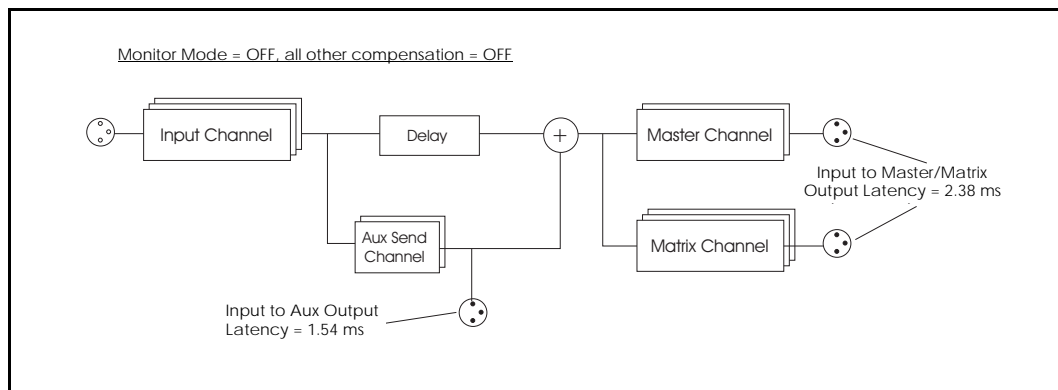 Monitor Mode = OFF, all other compensation = OFF
Input Channel
Delay
+
Master Channel
Input to Master/Matrix
Output Latency = 2.38 ms
Aux Send
Channel
Matrix Channel
Input to Aux Output
Latency = 1.54 ms